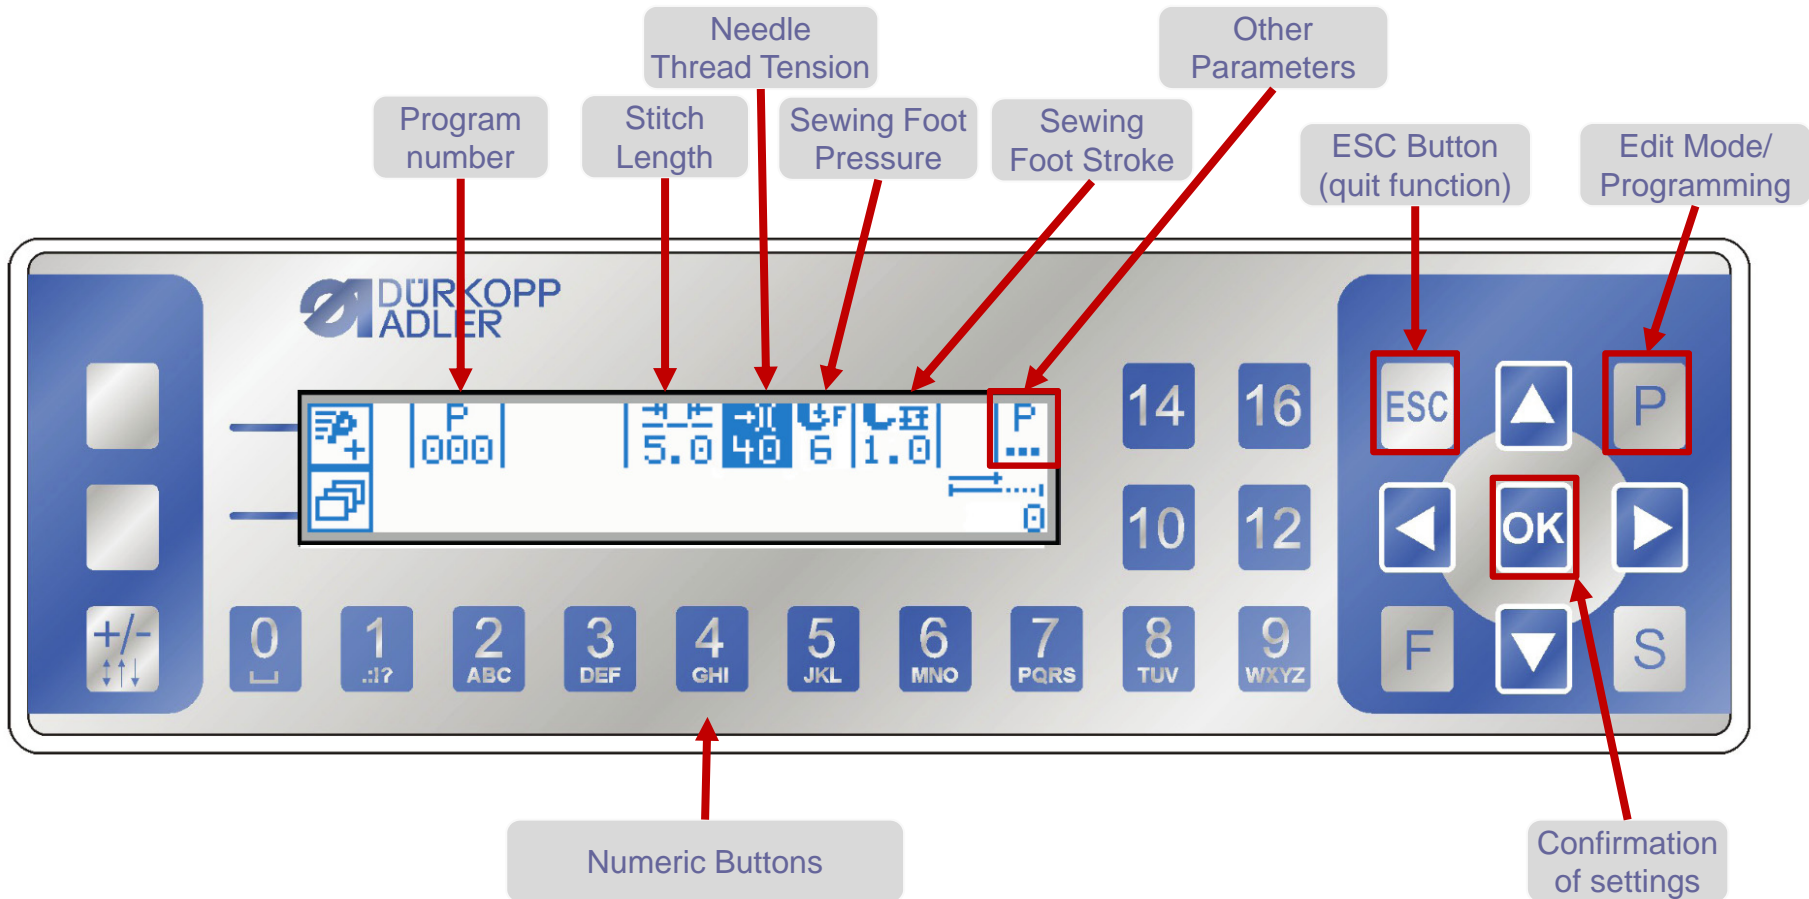 Needle
Thread Tension
Other
Parameters
Program
number
Stitch
Length
Sewing Foot
Pressure
Sewing
Foot Stroke
ESC Button
(quit function)
Edit Mode/
Programming
DÜRKOPP
ADLER
P
000
5.0
40
F
6
1.0
P
...
0
14
16
10
12
ESC
P
OK
F
S
+/-
0
1
.:!?
2
ABC
3
DEF
4
GHI
5
JKL
6
MNO
7
PQRS
8
TUV
9
WXYZ
Numeric Buttons
Confirmation
of settings